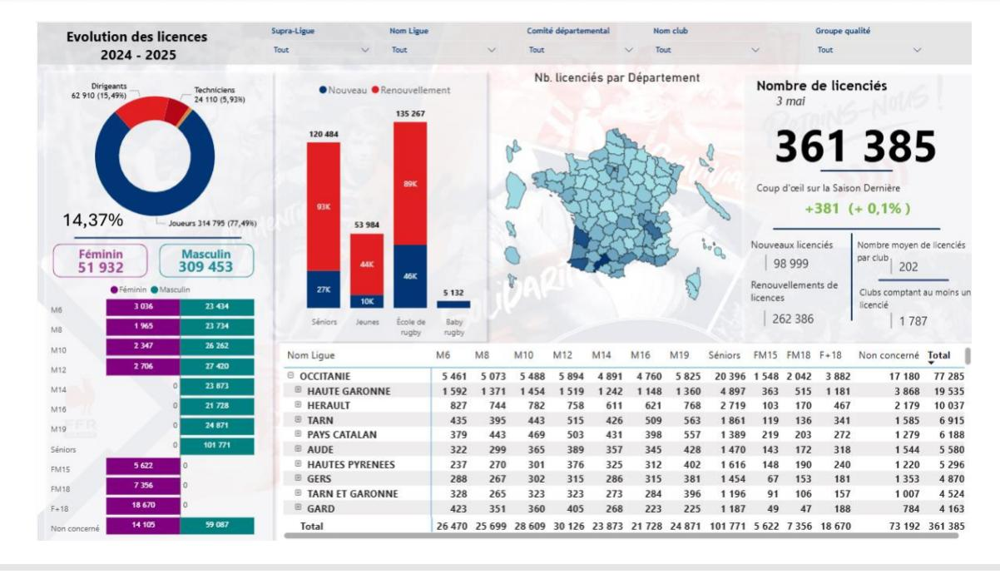 Evolution des licences
2024 - 2025
Supra-Ligue
Tout
Nom Ligue
Tout
Comité départemental
Tout
Nom club
Tout
Groupe qualité
Tout
Dirigeants
62 910 (15,49%)
Techniciens
24 110 (5,93%)
Joueurs 314 795 (77,49%)
14,37%
Féminin
51 932
Masculin
309 453
Féminin Masculin
M6 3 036 23 434
M8 1 965 23 734
M10 2 347 26 262
M12 2 706 27 420
M14 0 23 873
M16 0 21 728
M19 0 24 871
Séniors 0 101 771
FM15 5 622 0
FM18 7 356 0
F+18 18 670 0
Non concerné 14 105 59 087
Nouveau Renouvellement
120 484
93K
27K
Séniors
53 984
44K
10K
Jeunes
135 267
89K
46K
École de
rugby
5 132
Baby
rugby
Nb. licenciés par Département
Nombre de licenciés
3 mai
361 385
Coup d'œil sur la Saison Dernière
+381 (+ 0,1% )
Nouveaux licenciés
98 999
Renouvellements de
licences
262 386
Nombre moyen de licenciés
par club
202
Clubs comptant au moins un
licencié
1 787
Nom Ligue M6 M8 M10 M12 M14 M16 M19 Séniors FM15 FM18 F+18 Non concerné Total
OCCITANIE 5 461 5 073 5 488 5 894 4 891 4 760 5 825 20 396 1 548 2 042 3 882 17 180 77 285
HAUTE GARONNE 1 592 1 371 1 454 1 519 1 242 1 148 1 360 4 897 363 515 1 181 3 868 19 535
HERAULT 827 744 782 758 611 621 768 2 719 103 170 467 2 179 10 037
TARN 435 395 443 515 426 509 563 1 861 119 136 341 1 585 6 915
PAYS CATALAN 379 443 469 503 431 398 557 1 389 219 203 272 1 279 6 188
AUDE 322 299 365 389 357 345 428 1 470 143 172 318 1 544 5 580
HAUTES PYRENEES 237 270 301 376 325 312 402 1 616 148 190 240 1 220 5 296
GERS 288 267 302 315 286 315 381 1 454 67 153 181 1 353 4 870
TARN ET GARONNE 328 265 323 323 273 284 396 1 196 91 106 157 1 007 4 524
GARD 423 351 360 405 268 223 225 1 187 49 47 188 784 4 163
Total 26 470 25 699 28 609 30 126 23 873 21 728 24 871 101 771 5 622 7 356 18 670 73 192 361 385